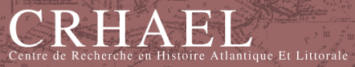 CRHAEL
Centre de Recherche en Histoire Atlantique Et Littorale